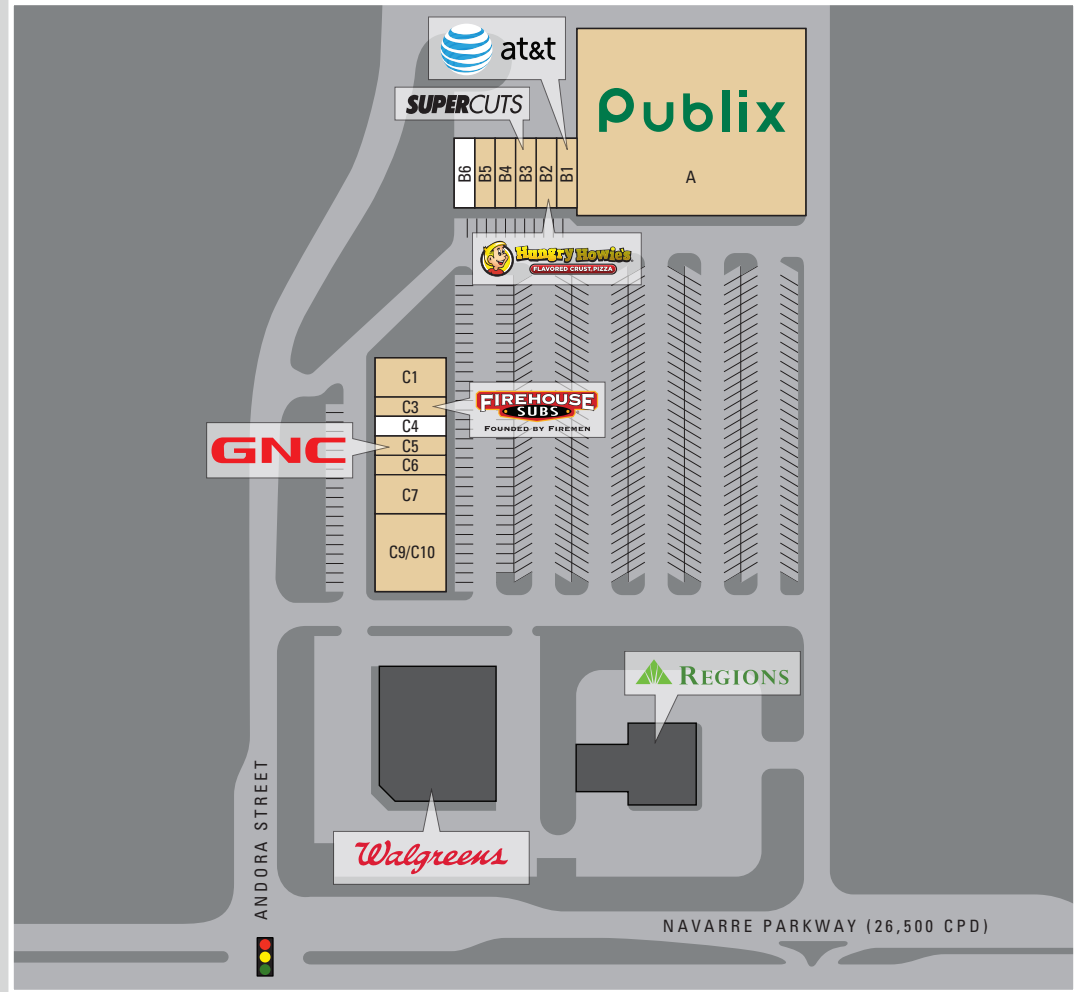 at&t
SUPERCUTS
Publix
A
B6
B5
B4
B3
B2
B1
Hungry Howie's
FLAVORED CRUST, PIZZA
C1
C3
C4
C5
C6
C7
C9/C10
FIREHOUSE
SUBS
FOUNDED BY FIREMEN
GNC
REGIONS
Walgreens
ANDORA STREET
NAVARRE PARKWAY (26,500 CPD)